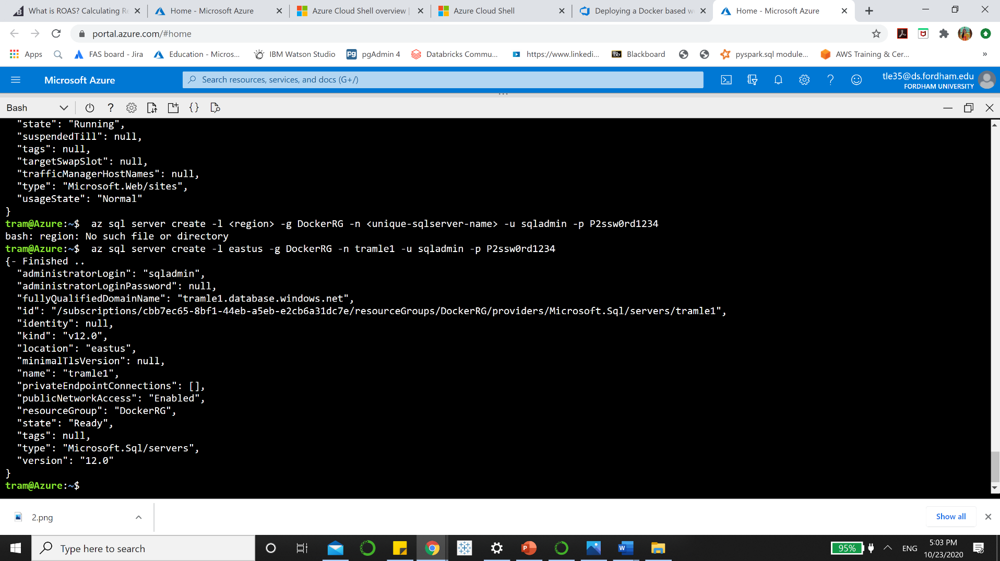 What is ROAS? Calculating Re
Home - Microsoft Azure
Azure Cloud Shell overview |
Azure Cloud Shell
Deploying a Docker based we
Home - Microsoft Azure
portal.azure.com/#home
Apps
FAS board - Jira
Education - Micros...
IBM Watson Studio
pgAdmin 4
Databricks Commu...
https://www.linkedi...
Bb Blackboard
pyspark.sql module...
AWS Training & Cer...
»
Microsoft Azure
Search resources, services, and docs (G+/)
tle35@ds.fordham.edu
FORDHAM UNIVERSITY
Bash
"state": "Running",
"suspendedTill": null,
"tags": null,
"targetSwapSlot": null,
"trafficManagerHostNames": null,
"type": "Microsoft.Web/sites",
"usageState": "Normal"
}
tram@Azure:~$ az sql server create -l <region> -g DockerRG -n <unique-sqlserver-name> -u sqladmin -p P2ssw0rd1234
bash: region: No such file or directory
tram@Azure:~$ az sql server create -l eastus -g DockerRG -n tramle1 -u sqladmin -p P2ssw0rd1234
{- Finished ..
"administratorLogin": "sqladmin",
"administratorLoginPassword": null,
"fullyQualifiedDomainName": "tramle1.database.windows.net",
"id": "/subscriptions/cbb7ec65-8bf1-44eb-a5eb-e2cb6a31dc7e/resourceGroups/DockerRG/providers/Microsoft.Sql/servers/tramle1",
"identity": null,
"kind": "v12.0",
"location": "eastus",
"minimalTlsVersion": null,
"name": "tramle1",
"privateEndpointConnections": [],
"publicNetworkAccess": "Enabled",
"resourceGroup": "DockerRG",
"state": "Ready",
"tags": null,
"type": "Microsoft.Sql/servers",
"version": "12.0"
}
tram@Azure:~$
2.png
Show all
Type here to search
95%
ENG
5:03 PM
10/23/2020